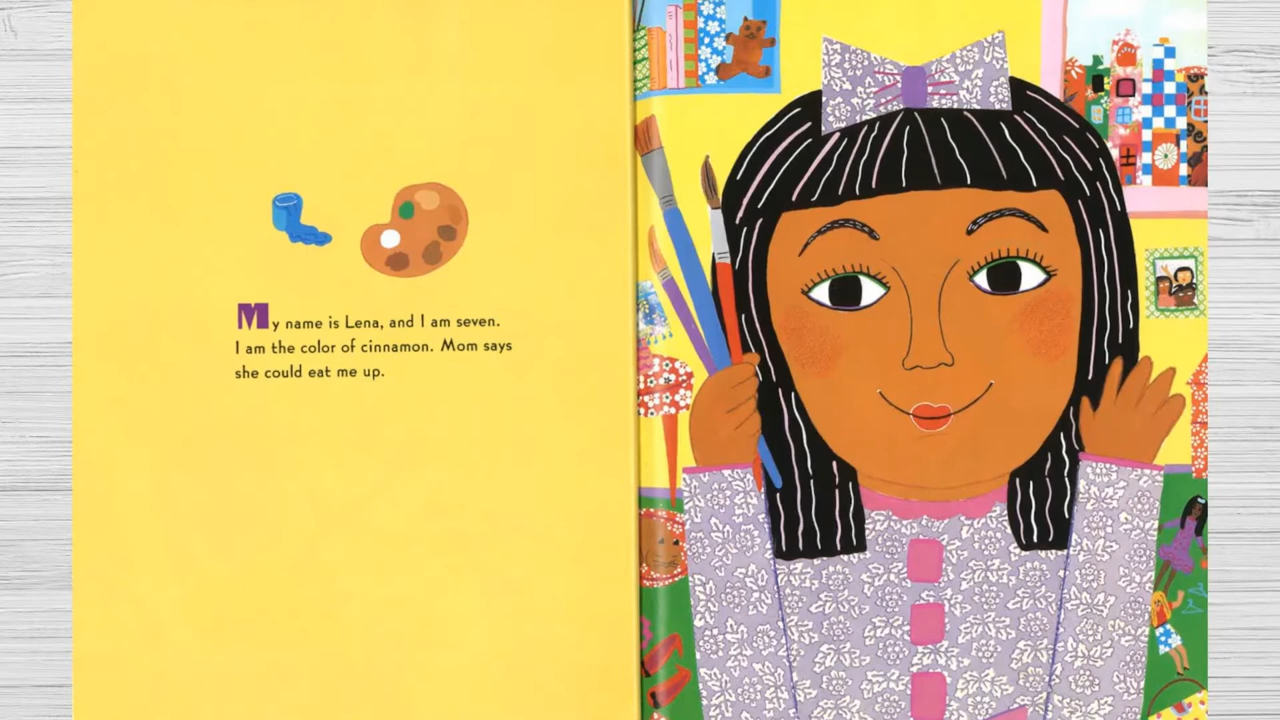 My name is Lena, and I am seven.
I am the color of cinnamon. Mom says
she could eat me up.